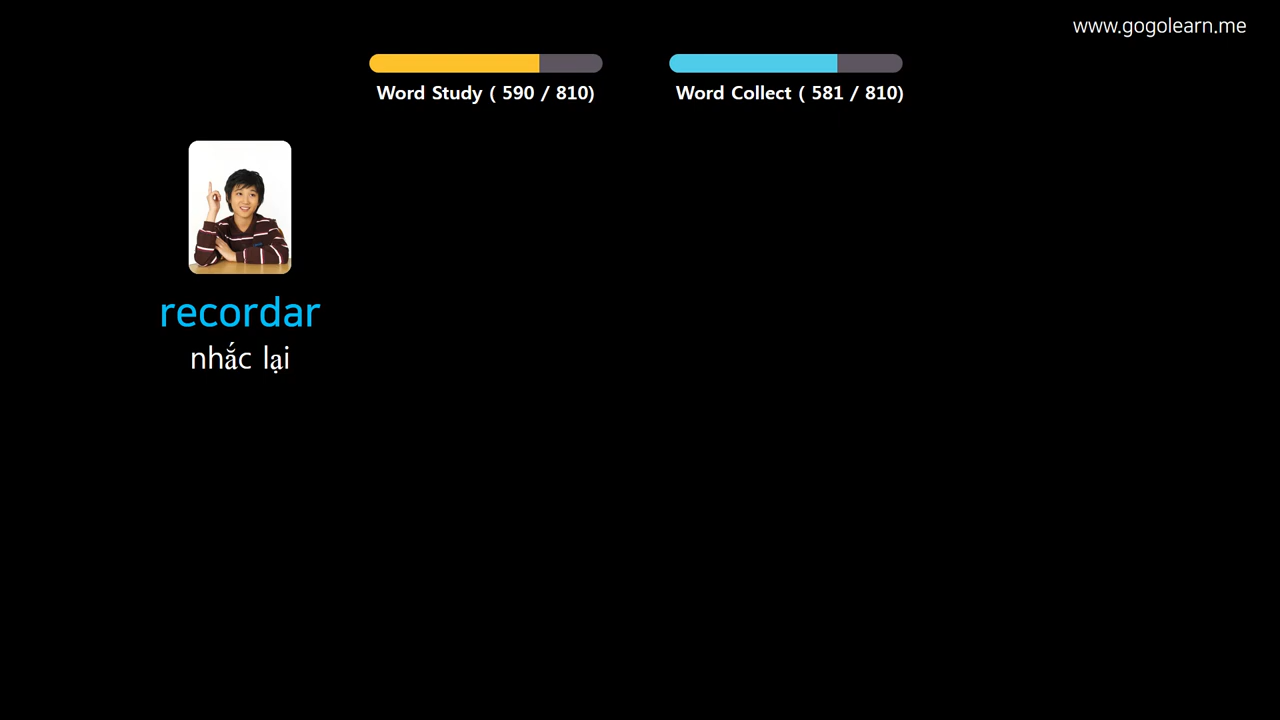 www.gogolearn.me
Word Study ( 590 / 810)
Word Collect ( 581 / 810)
recordar
nhắc lại